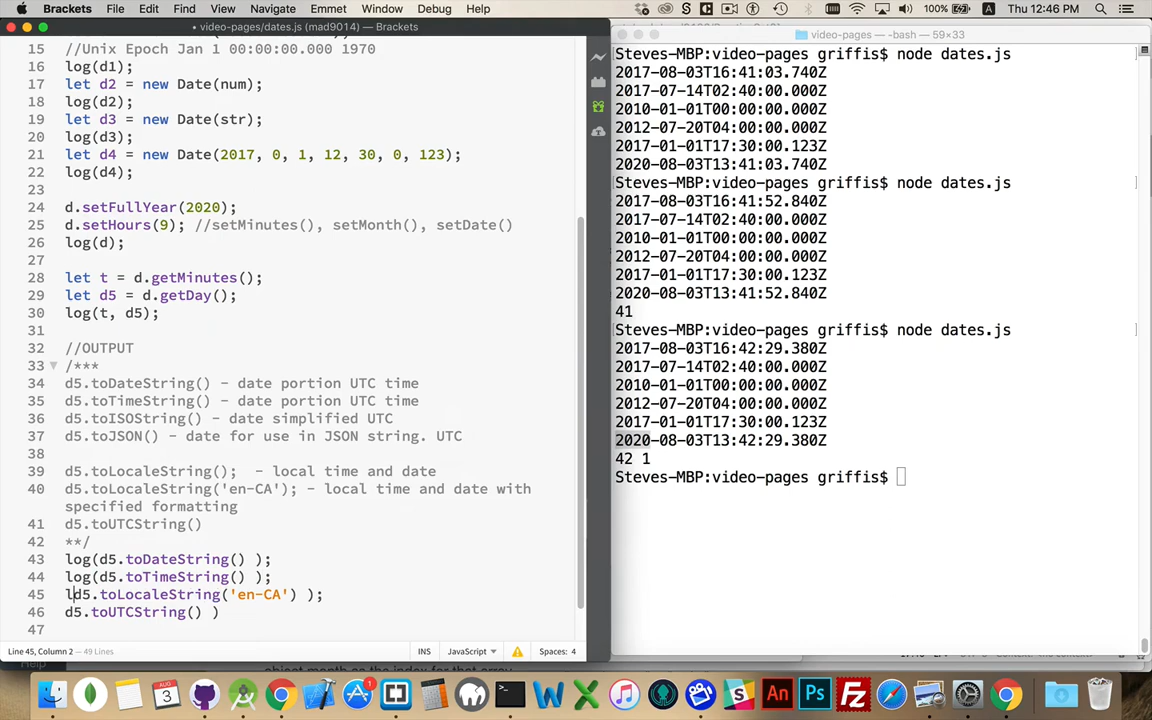 Brackets File Edit Find View Navigate Emmet Window Debug Help 100% Thu 12:46 PM
• video-pages/dates.js (mad9014) — Brackets
15 //Unix Epoch Jan 1 00:00:00.000 1970
16 log(d1);
17 let d2 = new Date(num);
18 log(d2);
19 let d3 = new Date(str);
20 log(d3);
21 let d4 = new Date(2017, 0, 1, 12, 30, 0, 123);
22 log(d4);
23
24 d.setFullYear(2020);
25 d.setHours(9); //setMinutes(), setMonth(), setDate()
26 log(d);
27
28 let t = d.getMinutes();
29 let d5 = d.getDay();
30 log(t, d5);
31
32 //OUTPUT
33 /***
34 d5.toDateString() - date portion UTC time
35 d5.toTimeString() - date portion UTC time
36 d5.toISOString() - date simplified UTC
37 d5.toJSON() - date for use in JSON string. UTC
38
39 d5.toLocaleString();  - local time and date
40 d5.toLocaleString('en-CA'); - local time and date with
specified formatting
41 d5.toUTCString()
42 **/
43 log(d5.toDateString() );
44 log(d5.toTimeString() );
45 ld5.toLocaleString('en-CA') );
46 d5.toUTCString() )
47
Line 45, Column 2 — 49 Lines INS JavaScript Spaces: 4
video-pages — -bash — 59×33
Steves-MBP:video-pages griffis$ node dates.js
2017-08-03T16:41:03.740Z
2017-07-14T02:40:00.000Z
2010-01-01T00:00:00.000Z
2012-07-20T04:00:00.000Z
2017-01-01T17:30:00.123Z
2020-08-03T13:41:03.740Z
Steves-MBP:video-pages griffis$ node dates.js
2017-08-03T16:41:52.840Z
2017-07-14T02:40:00.000Z
2010-01-01T00:00:00.000Z
2012-07-20T04:00:00.000Z
2017-01-01T17:30:00.123Z
2020-08-03T13:41:52.840Z
41
Steves-MBP:video-pages griffis$ node dates.js
2017-08-03T16:42:29.380Z
2017-07-14T02:40:00.000Z
2010-01-01T00:00:00.000Z
2012-07-20T04:00:00.000Z
2017-01-01T17:30:00.123Z
2020-08-03T13:42:29.380Z
42 1
Steves-MBP:video-pages griffis$